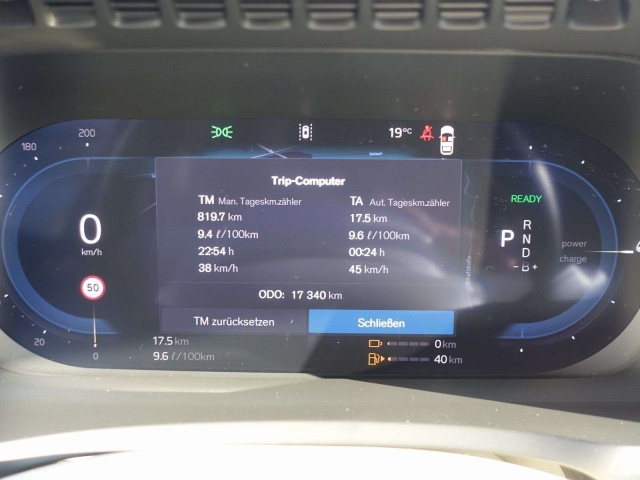 200
180
19°C
Trip-Computer
TM Man. Tageskm.zähler
819.7 km
9.4 ℓ/100km
22:54 h
38 km/h
TA Aut. Tageskm.zähler
17.5 km
9.6 ℓ/100km
00:24 h
45 km/h
ODO: 17 340 km
TM zurücksetzen
Schließen
0
km/h
50
20
0
17.5 km
9.6 ℓ/100km
READY
P
R
N
D
-B+
power
charge
0 km
40 km